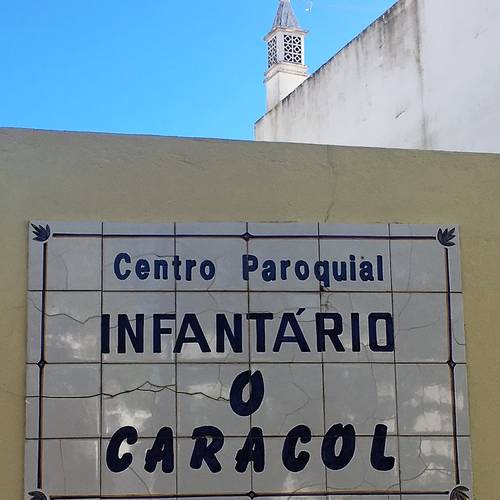 Centro Paroquial
INFANTÁRIO
O
CARACOL